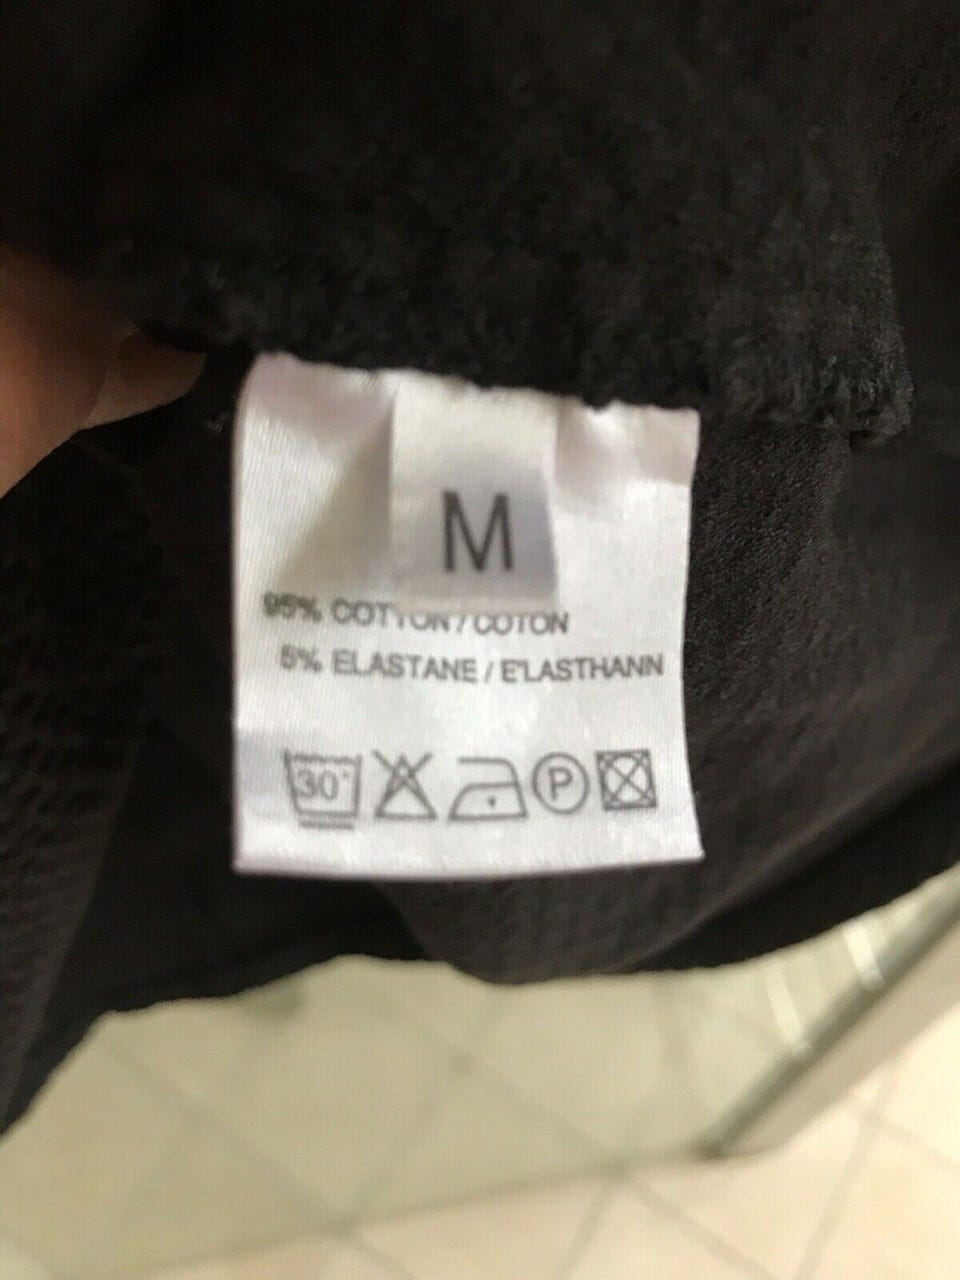 M
95% COTTON / COTON
5% ELASTANE / E'LASTHANN
30°
P